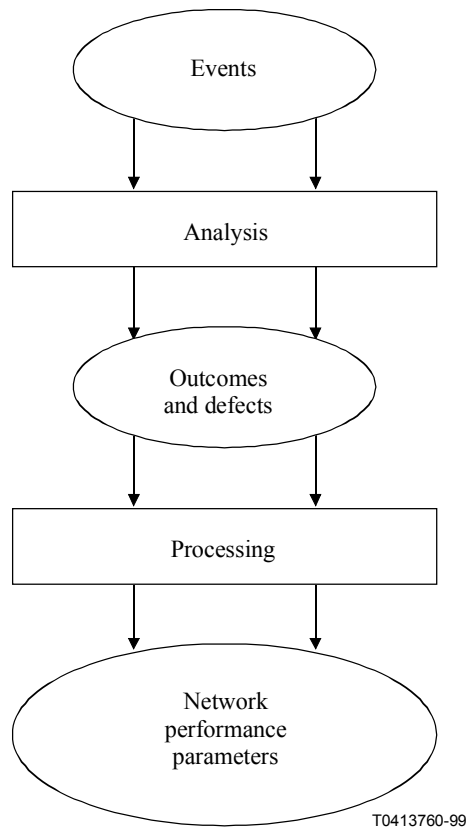 Events
Analysis
Outcomes
and defects
Processing
Network
performance
parameters
T0413760-99